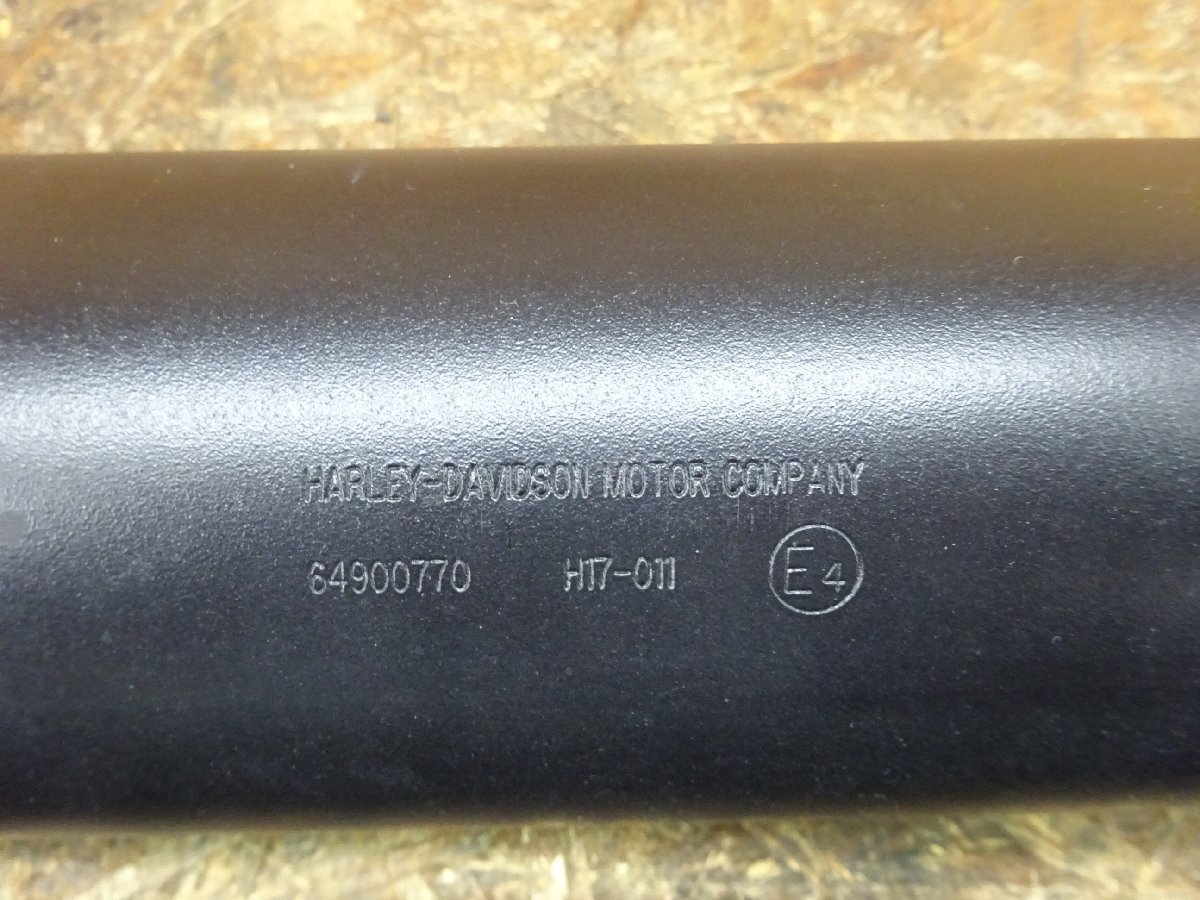 HARLEY-DAVIDSON MOTOR COMPANY
64900770 H17-011 E4